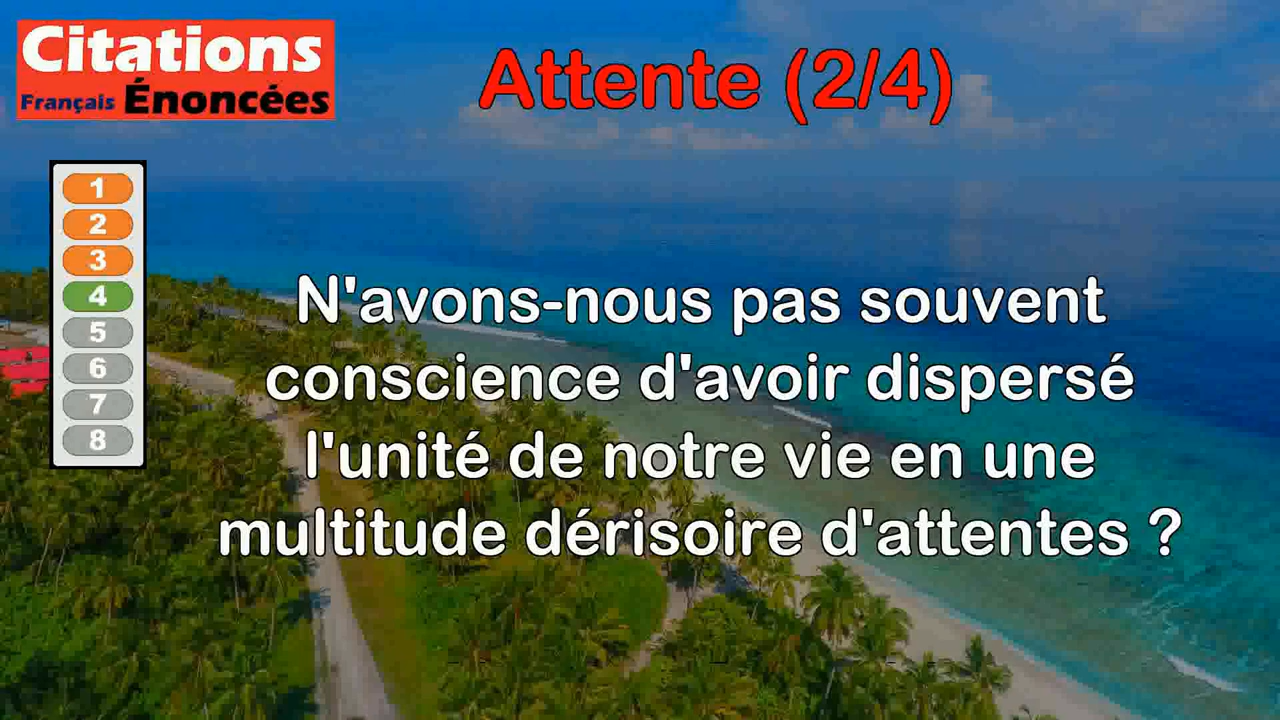 Citations
Français Énoncées
Attente (2/4)
1
2
3
4
5
6
7
8
N'avons-nous pas souvent
conscience d'avoir dispersé
l'unité de notre vie en une
multitude dérisoire d'attentes ?